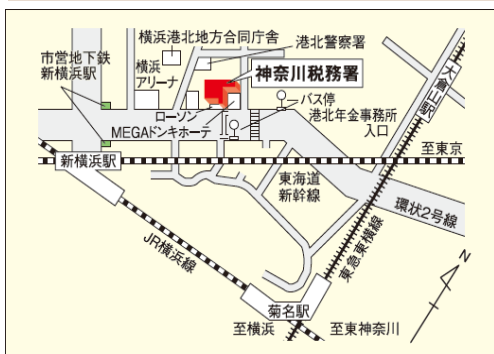 横浜港北地方合同庁舎
港北警察署
市営地下鉄
新横浜駅
横浜
アリーナ
神奈川税務署
大倉山駅
バス停
港北年金事務所
入口
ローソン
MEGAドンキホーテ
至東京
新横浜駅
東海道
新幹線
環状2号線
JR横浜線
東急東横線
N
菊名駅
至横浜
至東神奈川